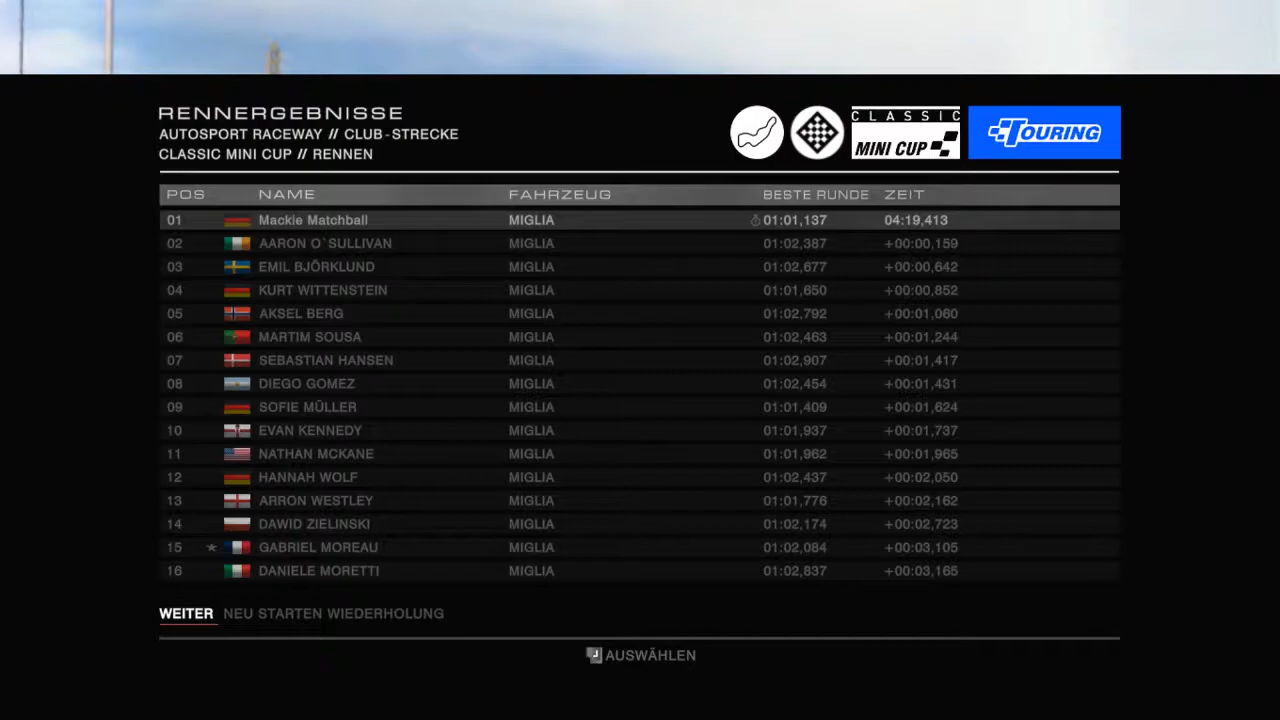 RENNERGEBNISSE
AUTOSPORT RACEWAY // CLUB-STRECKE
CLASSIC MINI CUP // RENNEN
CLASSIC
MINI CUP
TOURING
POS NAME FAHRZEUG BESTE RUNDE ZEIT
01 Mackie Matchball MIGLIA 01:01,137 04:19,413
02 AARON O`SULLIVAN MIGLIA 01:02,387 +00:00,159
03 EMIL BJÖRKLUND MIGLIA 01:02,677 +00:00,642
04 KURT WITTENSTEIN MIGLIA 01:01,650 +00:00,852
05 AKSEL BERG MIGLIA 01:02,792 +00:01,060
06 MARTIM SOUSA MIGLIA 01:02,463 +00:01,244
07 SEBASTIAN HANSEN MIGLIA 01:02,907 +00:01,417
08 DIEGO GOMEZ MIGLIA 01:02,454 +00:01,431
09 SOFIE MÜLLER MIGLIA 01:01,409 +00:01,624
10 EVAN KENNEDY MIGLIA 01:01,937 +00:01,737
11 NATHAN MCKANE MIGLIA 01:01,962 +00:01,965
12 HANNAH WOLF MIGLIA 01:02,437 +00:02,050
13 ARRON WESTLEY MIGLIA 01:01,776 +00:02,162
14 DAWID ZIELINSKI MIGLIA 01:02,174 +00:02,723
15 GABRIEL MOREAU MIGLIA 01:02,084 +00:03,105
16 DANIELE MORETTI MIGLIA 01:02,837 +00:03,165
WEITER NEU STARTEN WIEDERHOLUNG
AUSWÄHLEN